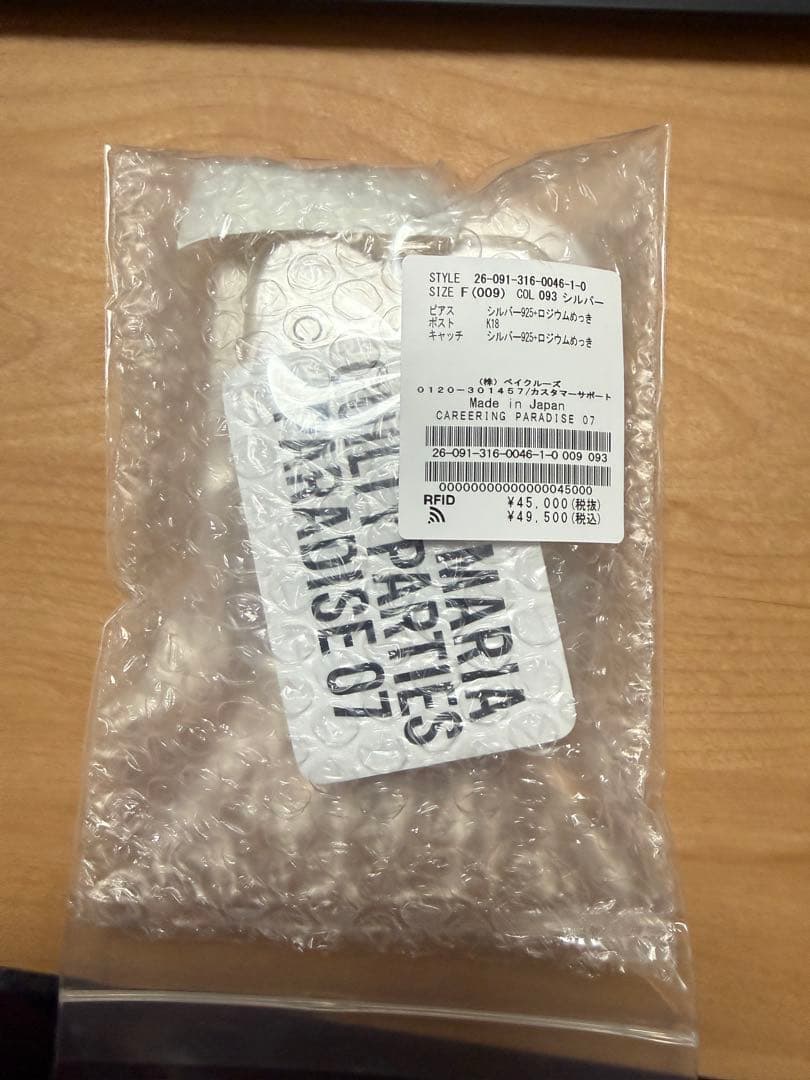 STYLE 26-091-316-0046-1-0
SIZE F(009) COL 093 シルバー
ピアス シルバー925+ロジウムめっき
ポスト K18
キャッチ シルバー925+ロジウムめっき
(株)ベイクルーズ
0120-301457/カスタマーサポート
Made in Japan
CAREERING PARADISE 07
26-091-316-0046-1-0 009 093
00000000000000045000
RFID
¥45,000(税抜)
¥49,500(税込)
MARIA
PARTIES
PARADISE 07